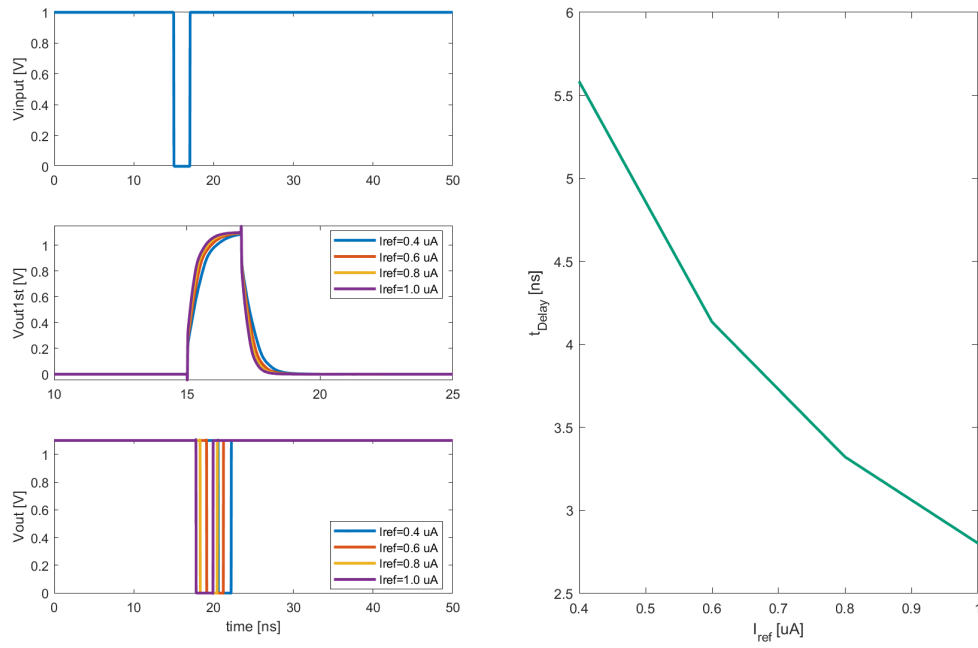 Vinput [V]
1
0.8
0.6
0.4
0.2
0
0 10 20 30 40 50
Vout1st [V]
1
0.8
0.6
0.4
0.2
0
10 15 20 25
Iref=0.4 uA
Iref=0.6 uA
Iref=0.8 uA
Iref=1.0 uA
Vout [V]
1
0.8
0.6
0.4
0.2
0
0 10 20 30 40 50
time [ns]
Iref=0.4 uA
Iref=0.6 uA
Iref=0.8 uA
Iref=1.0 uA
t_Delay [ns]
6
5.5
5
4.5
4
3.5
3
2.5
0.4 0.5 0.6 0.7 0.8 0.9 1
I_ref [uA]